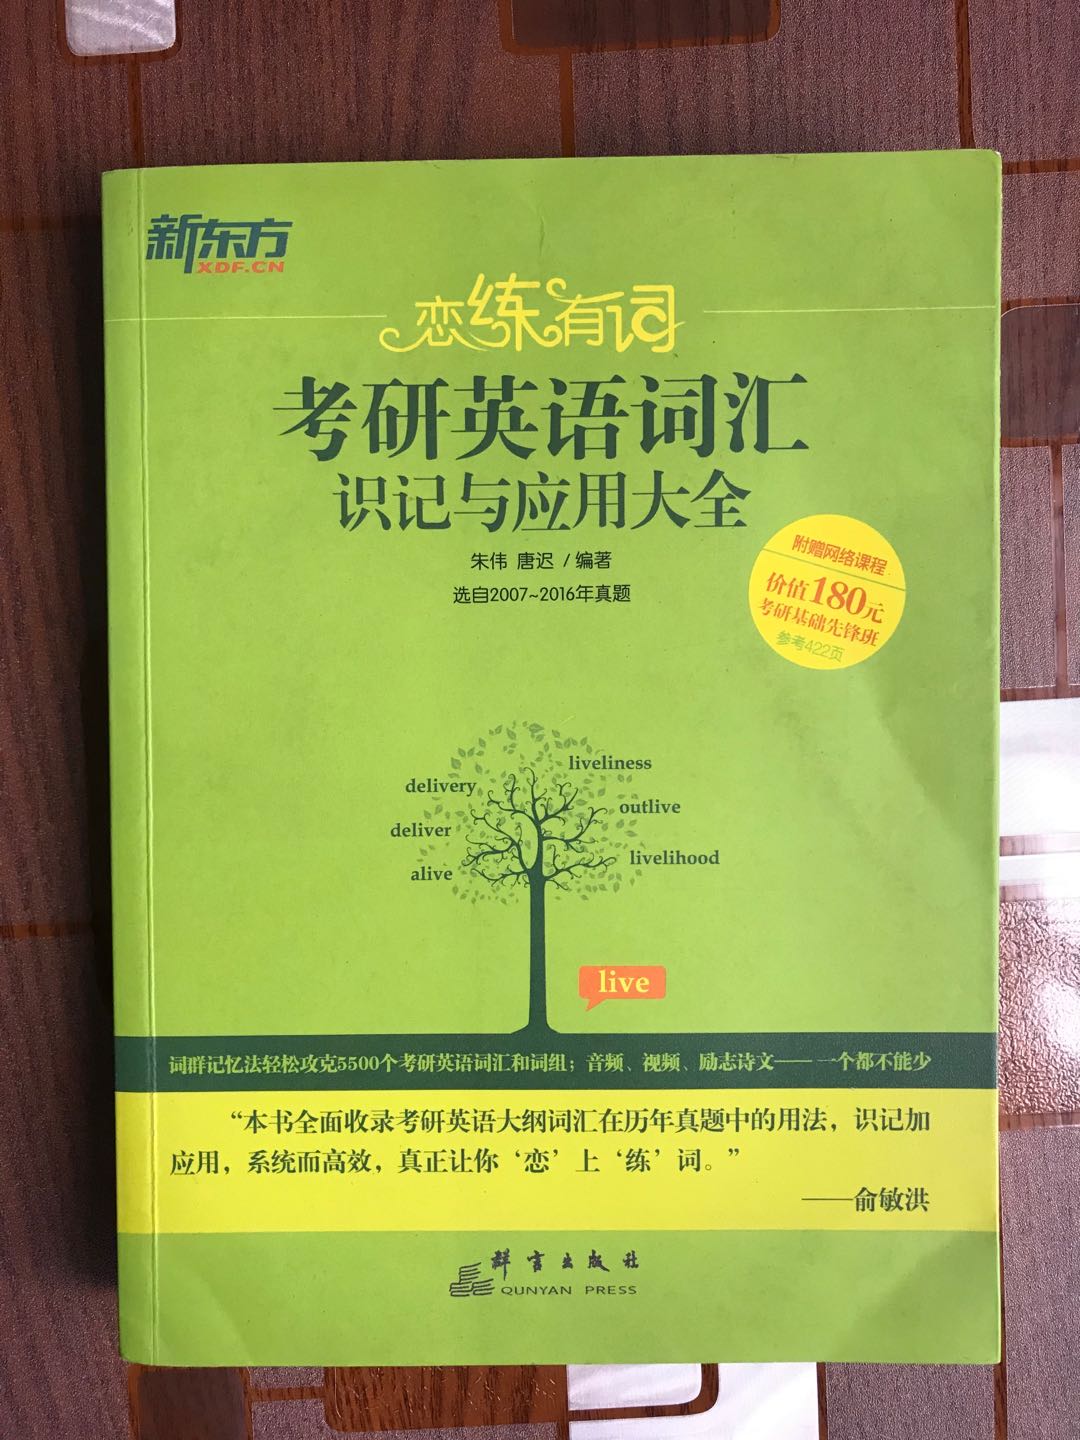 新东方
XDF.CN
恋练有词
考研英语词汇
识记与应用大全
朱伟 唐迟 / 编著
选自2007~2016年真题
附赠网络课程
价值180元
考研基础先锋班
参考422页
liveliness
delivery
outlive
deliver
livelihood
alive
live
词群记忆法轻松攻克5500个考研英语词汇和词组；音频、视频、励志诗文——一个都不能少
“本书全面收录考研英语大纲词汇在历年真题中的用法，识记加
应用，系统而高效，真正让你‘恋’上‘练’词。”
——俞敏洪
群言出版社
QUNYAN PRESS